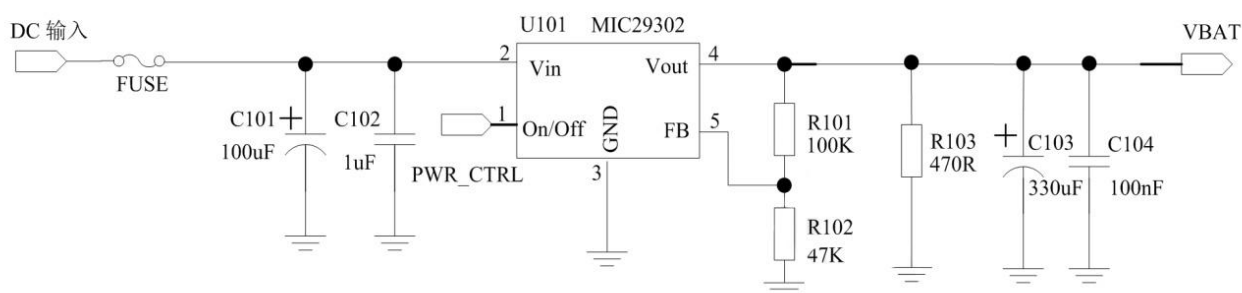 DC 输入
FUSE
C101
100uF
C102
1uF
PWR_CTRL
U101 MIC29302
2
Vin
1
On/Off
GND
3
Vout
4
FB
5
R101
100K
R102
47K
R103
470R
C103
330uF
C104
100nF
VBAT